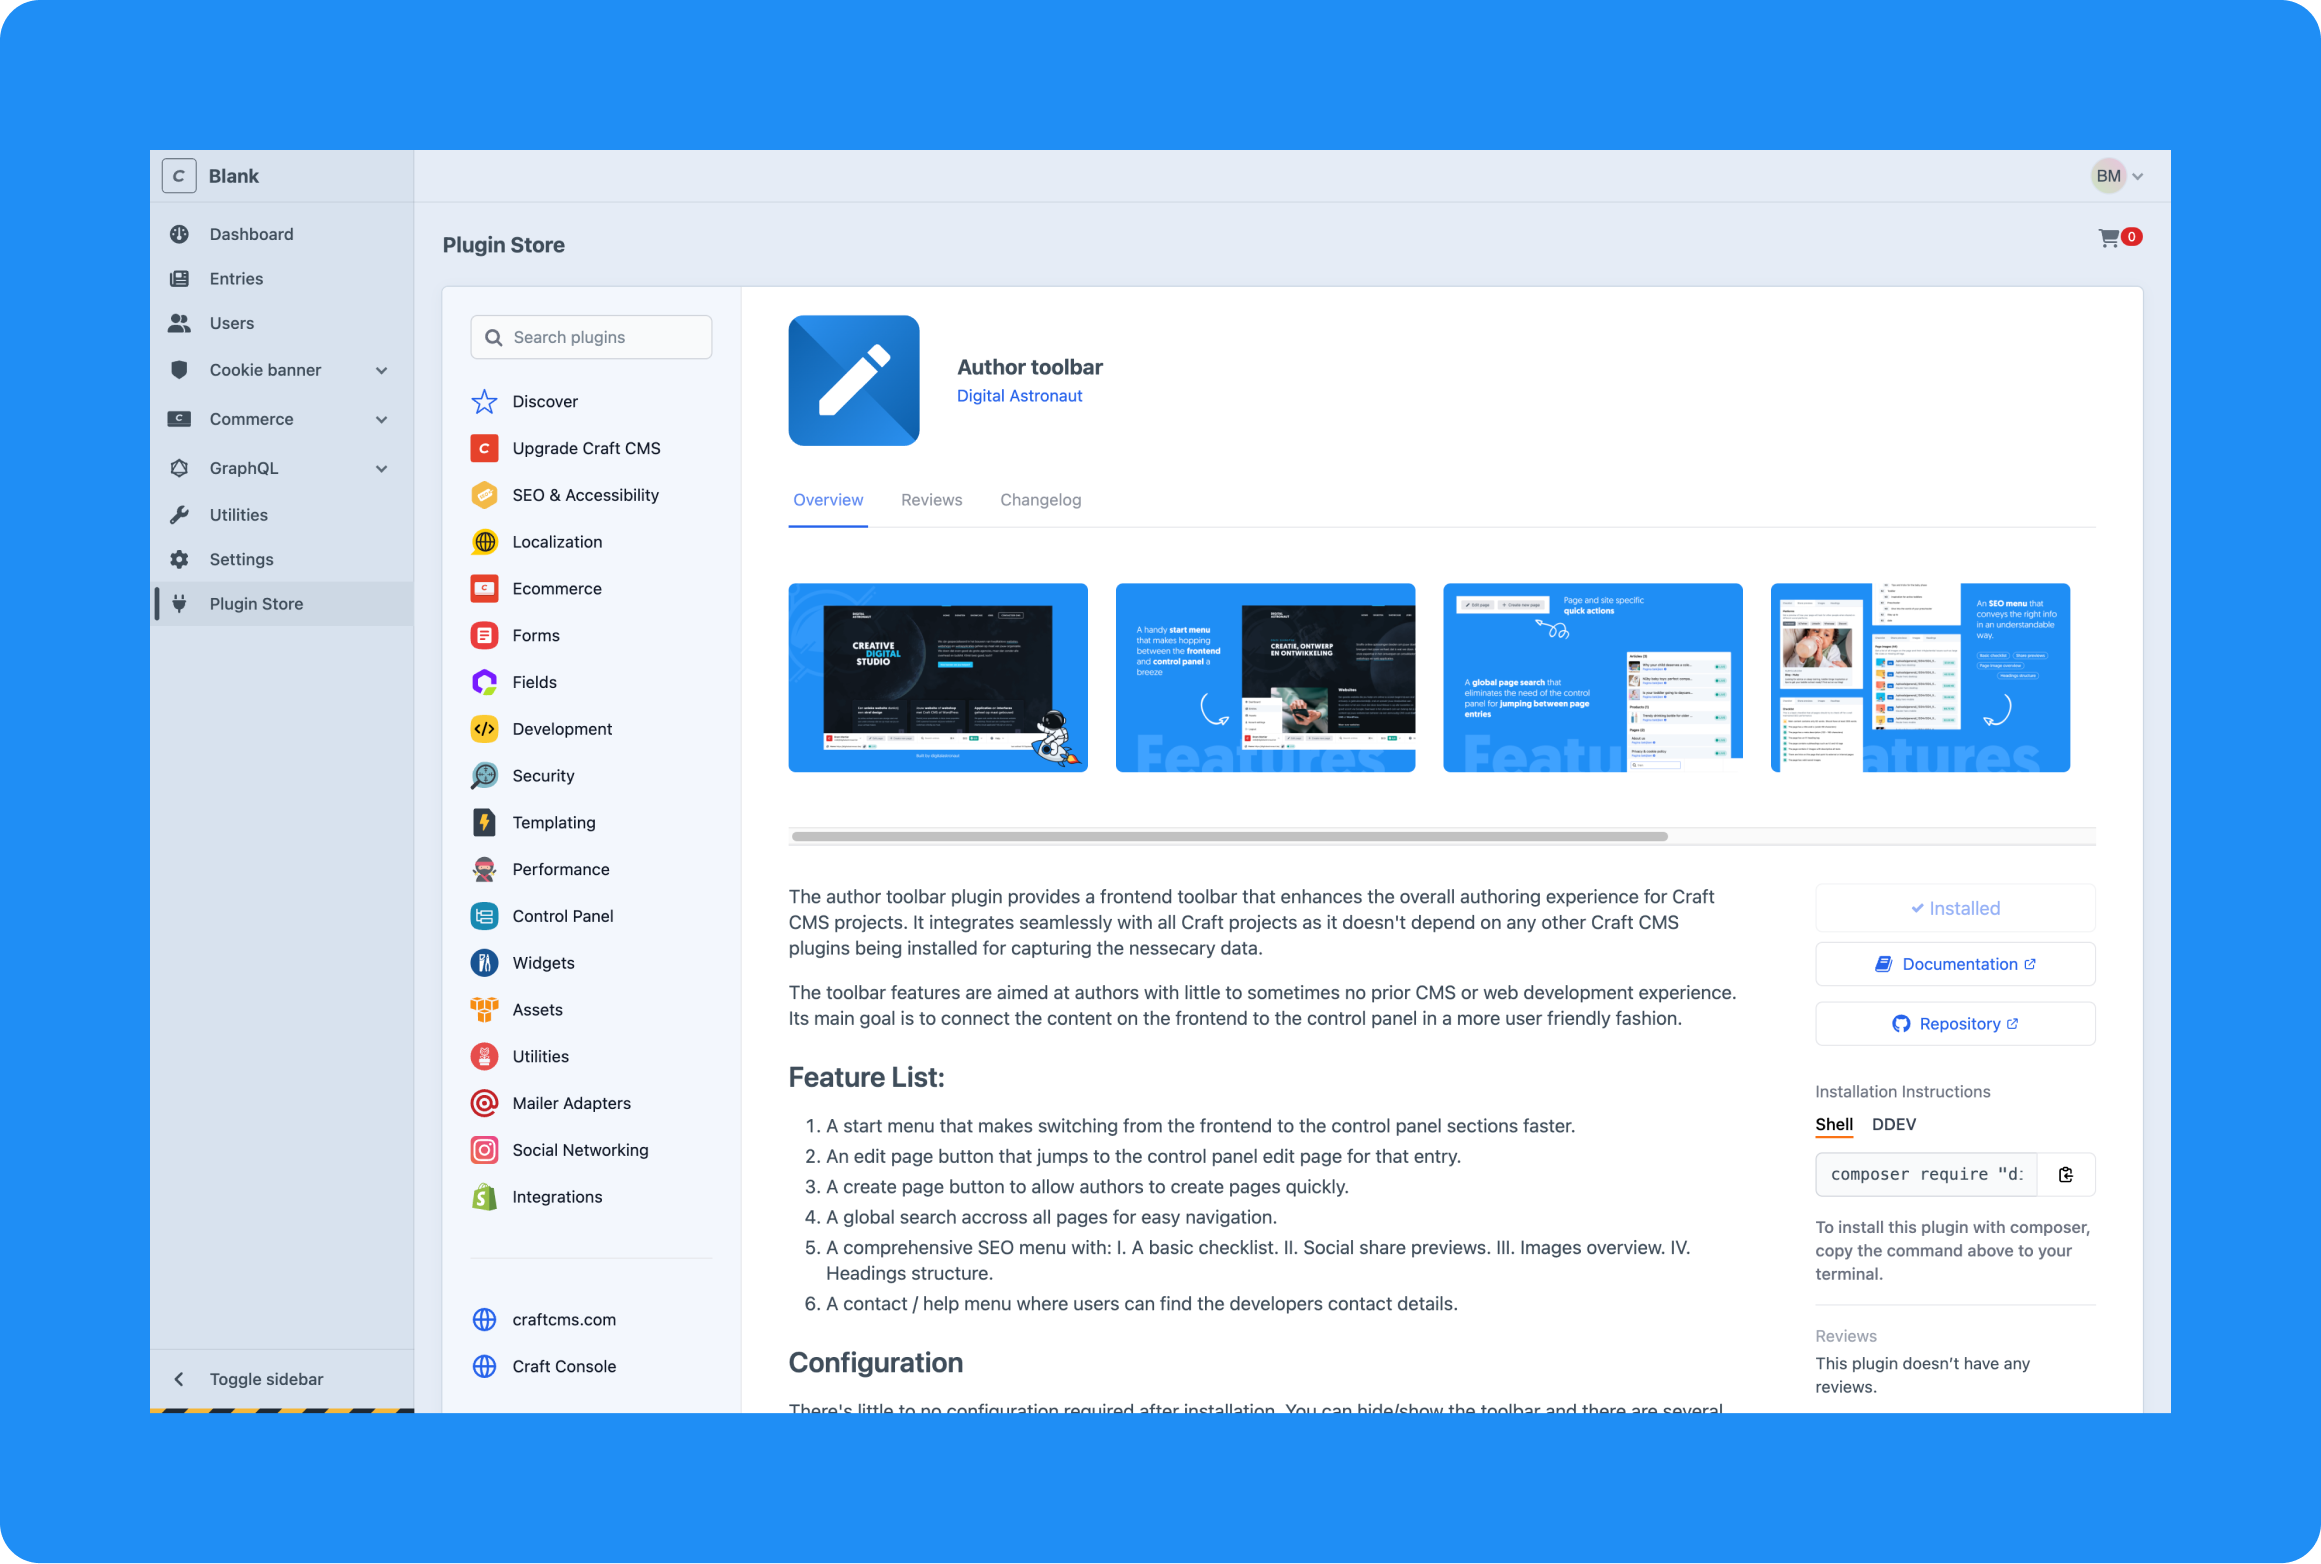 Blank
BM
Dashboard
Entries
Users
Cookie banner
Commerce
GraphQL
Utilities
Settings
Plugin Store
Toggle sidebar
Plugin Store
0
Search plugins
Discover
Upgrade Craft CMS
SEO & Accessibility
Localization
Ecommerce
Forms
Fields
Development
Security
Templating
Performance
Control Panel
Widgets
Assets
Utilities
Mailer Adapters
Social Networking
Integrations
craftcms.com
Craft Console
Author toolbar
Digital Astronaut
Overview
Reviews
Changelog
CREATIVE
DIGITAL
STUDIO
A handy start menu
that makes hopping
between the frontend
and control panel a
breeze
CREATIE, ONTWERP
EN ONTWIKKELING
Features
Page and site specific
quick actions
A global page search that
eliminates the need of the control
panel for jumping between page
entries
Featu
An SEO menu that
conveys the right info
in an understandable
way.
atures
The author toolbar plugin provides a frontend toolbar that enhances the overall authoring experience for Craft
CMS projects. It integrates seamlessly with all Craft projects as it doesn't depend on any other Craft CMS
plugins being installed for capturing the nessecary data.
The toolbar features are aimed at authors with little to sometimes no prior CMS or web development experience.
Its main goal is to connect the content on the frontend to the control panel in a more user friendly fashion.
Feature List:
1. A start menu that makes switching from the frontend to the control panel sections faster.
2. An edit page button that jumps to the control panel edit page for that entry.
3. A create page button to allow authors to create pages quickly.
4. A global search accross all pages for easy navigation.
5. A comprehensive SEO menu with: I. A basic checklist. II. Social share previews. III. Images overview. IV.
Headings structure.
6. A contact / help menu where users can find the developers contact details.
Configuration
There's little to no configuration required after installation. You can hide/show the toolbar and there are several
Installed
Documentation
Repository
Installation Instructions
Shell
DDEV
composer require "d
To install this plugin with composer,
copy the command above to your
terminal.
Reviews
This plugin doesn't have any
reviews.